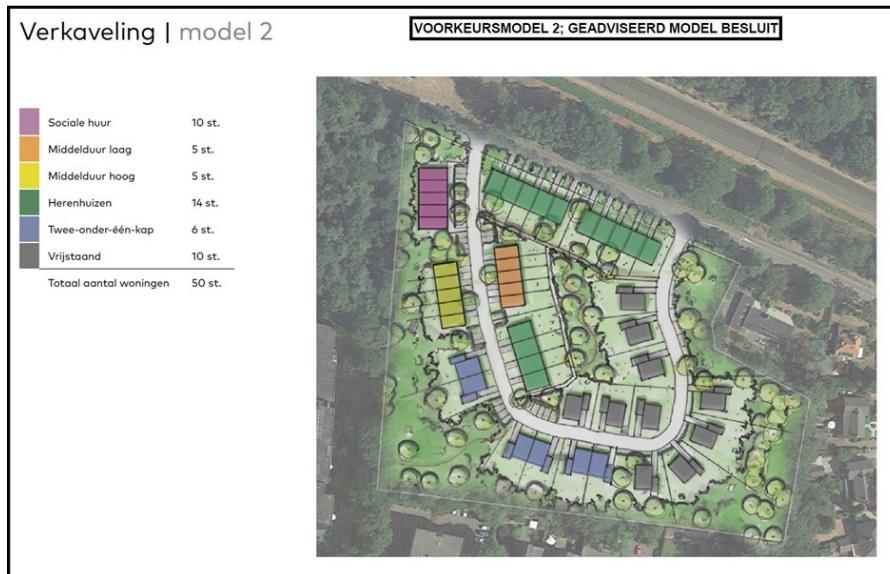 Verkaveling | model 2
VOORKEURSMODEL 2; GEADVISEERD MODEL BESLUIT
Sociale huur 10 st.
Middelduur laag 5 st.
Middelduur hoog 5 st.
Herenhuizen 14 st.
Twee-onder-één-kap 6 st.
Vrijstaand 10 st.
Totaal aantal woningen 50 st.